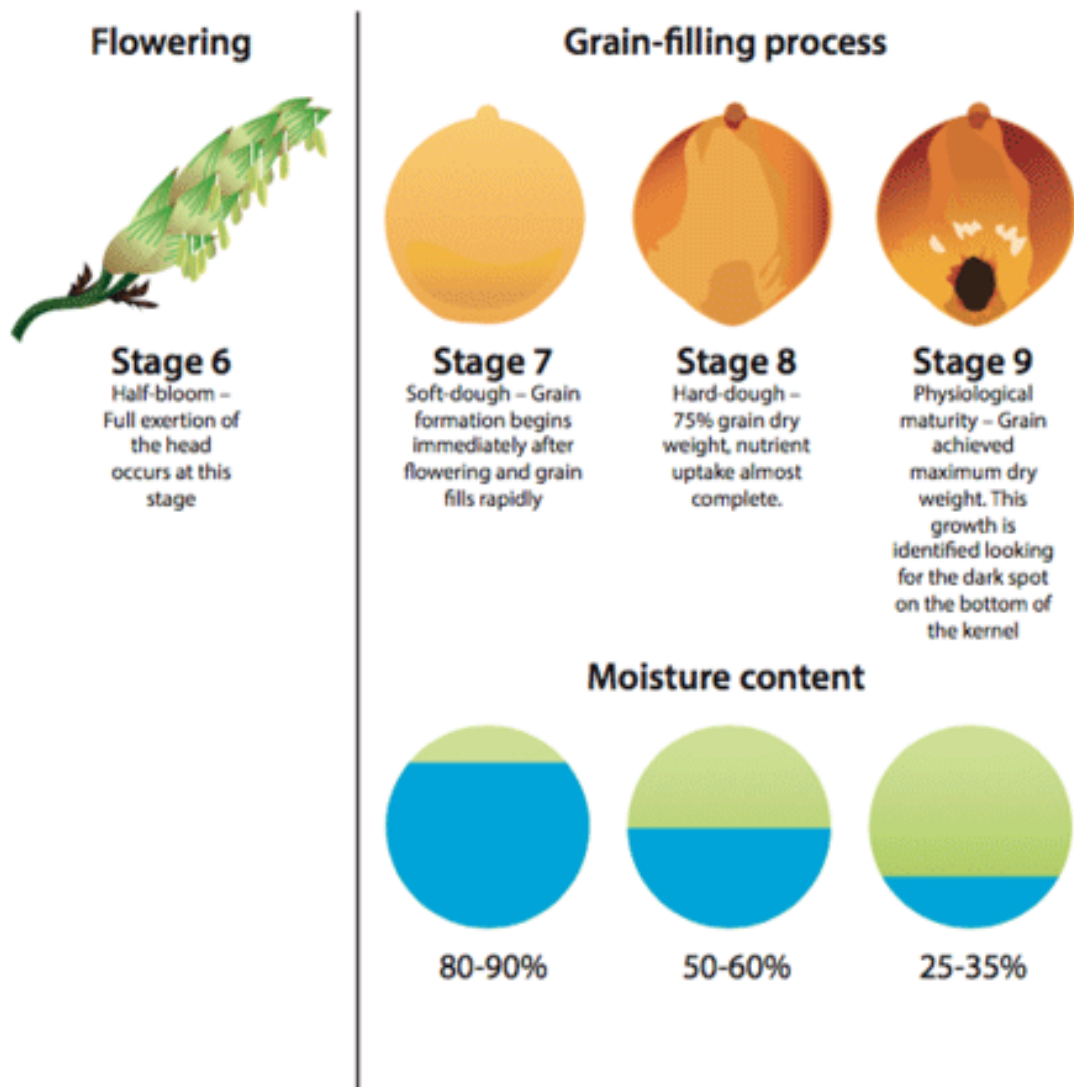 Flowering
Stage 6
Half-bloom –
Full exertion of
the head
occurs at this
stage
Grain-filling process
Stage 7
Soft-dough – Grain
formation begins
immediately after
flowering and grain
fills rapidly
Stage 8
Hard-dough –
75% grain dry
weight, nutrient
uptake almost
complete.
Stage 9
Physiological
maturity – Grain
achieved
maximum dry
weight. This
growth is
identified looking
for the dark spot
on the bottom of
the kernel
Moisture content
80-90%
50-60%
25-35%